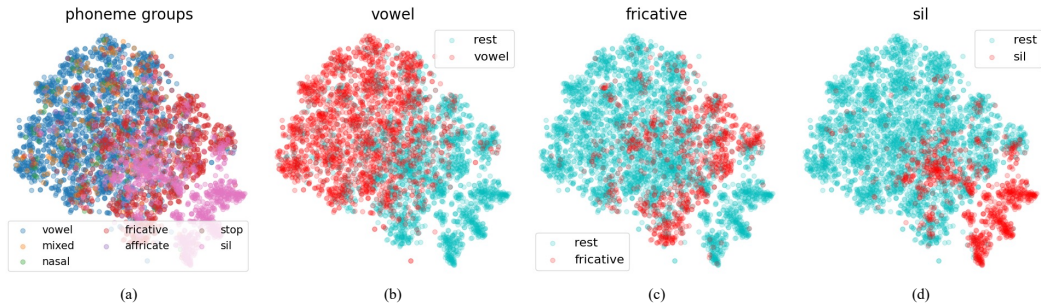 phoneme groups
vowel
fricative
stop
mixed
affricate
sil
nasal
(a)
vowel
rest
vowel
(b)
fricative
rest
fricative
(c)
sil
rest
sil
(d)